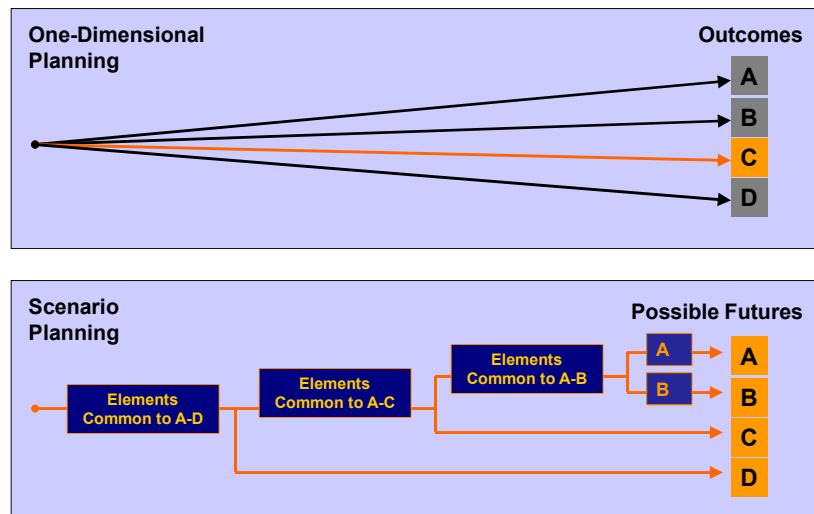 One-Dimensional
Planning
Outcomes
A
B
C
D
Scenario
Planning
Possible Futures
Elements
Common to A-D
Elements
Common to A-C
Elements
Common to A-B
A
B
A
B
C
D